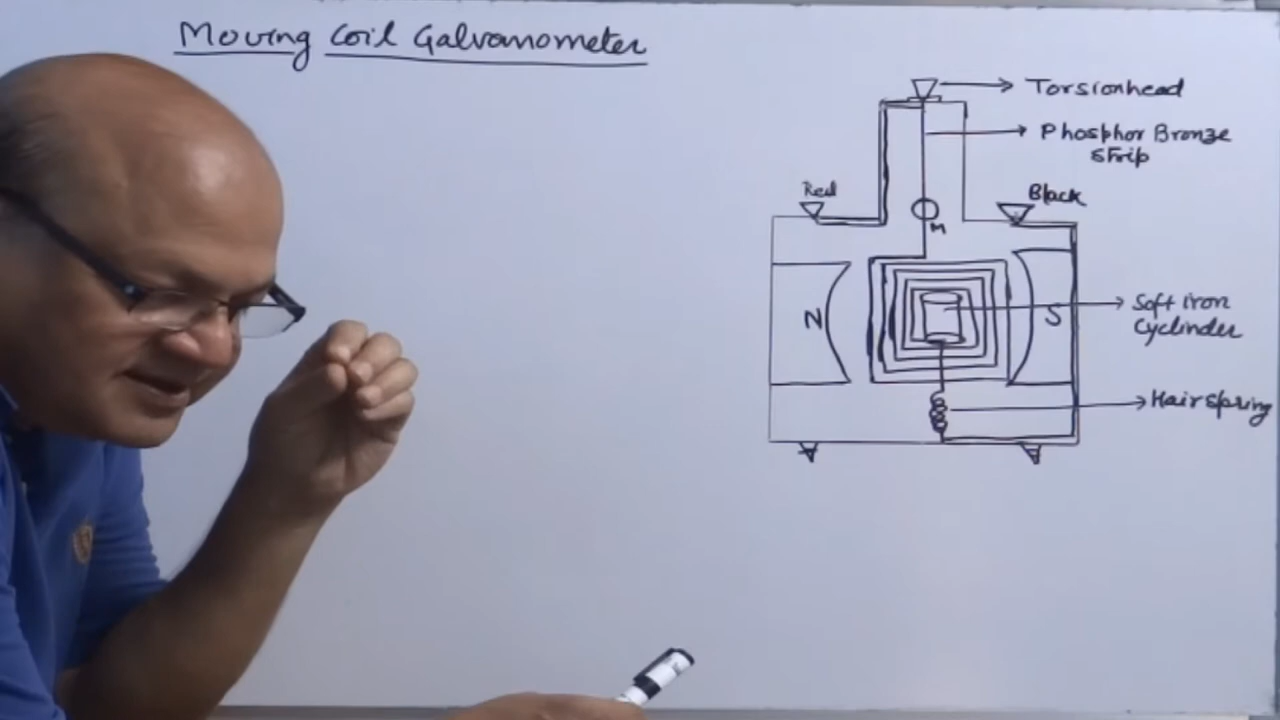 Moving Coil Galvanometer
Torsionhead
Phosphor Bronze
Strip
Red
Black
M
N
S
Soft iron
Cyclinder
Hairspring